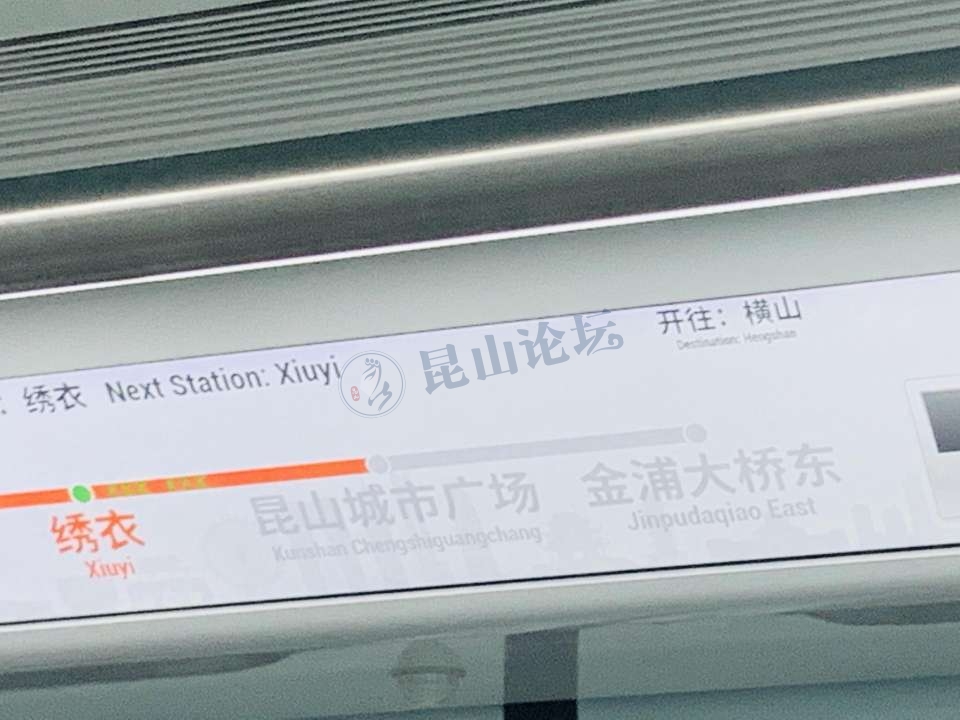 开往：横山
Destination: Hengshan
：绣衣 Next Station: Xiuyi
昆山论坛
绣衣
Xiuyi
昆山城市广场
Kunshan Chengshiguangchang
金浦大桥东
Jinpudaqiao East